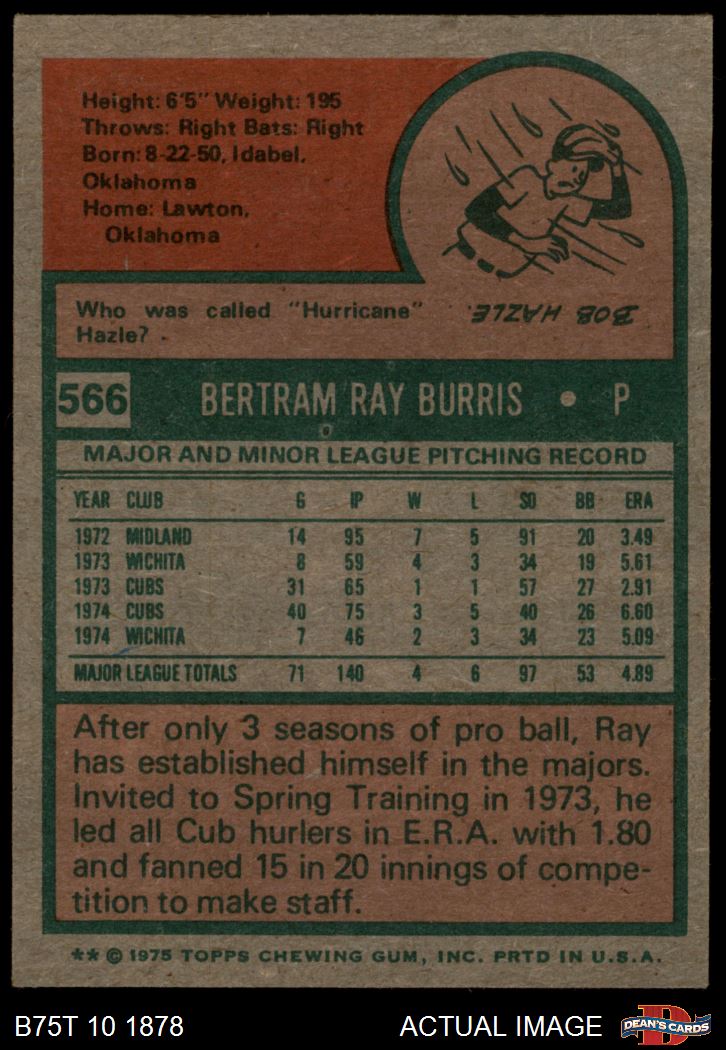 Height: 6'5" Weight: 195
Throws: Right Bats: Right
Born: 8-22-50, Idabel,
Oklahoma
Home: Lawton,
Oklahoma
Who was called "Hurricane"
Hazle?
BOB HAZLE.
566 BERTRAM RAY BURRIS • P
MAJOR AND MINOR LEAGUE PITCHING RECORD
YEAR CLUB G IP W L SO BB ERA
1972 MIDLAND 14 95 7 5 91 20 3.49
1973 WICHITA 8 59 4 3 34 19 5.61
1973 CUBS 31 65 1 1 57 27 2.91
1974 CUBS 40 75 3 5 40 26 6.60
1974 WICHITA 7 46 2 3 34 23 5.09
MAJOR LEAGUE TOTALS 71 140 4 6 97 53 4.89
After only 3 seasons of pro ball, Ray
has established himself in the majors.
Invited to Spring Training in 1973, he
led all Cub hurlers in E.R.A. with 1.80
and fanned 15 in 20 innings of compe-
tition to make staff.
** © 1975 TOPPS CHEWING GUM, INC. PRTD IN U.S.A.
B75T 10 1878 ACTUAL IMAGE
D
DEAN'S CARDS